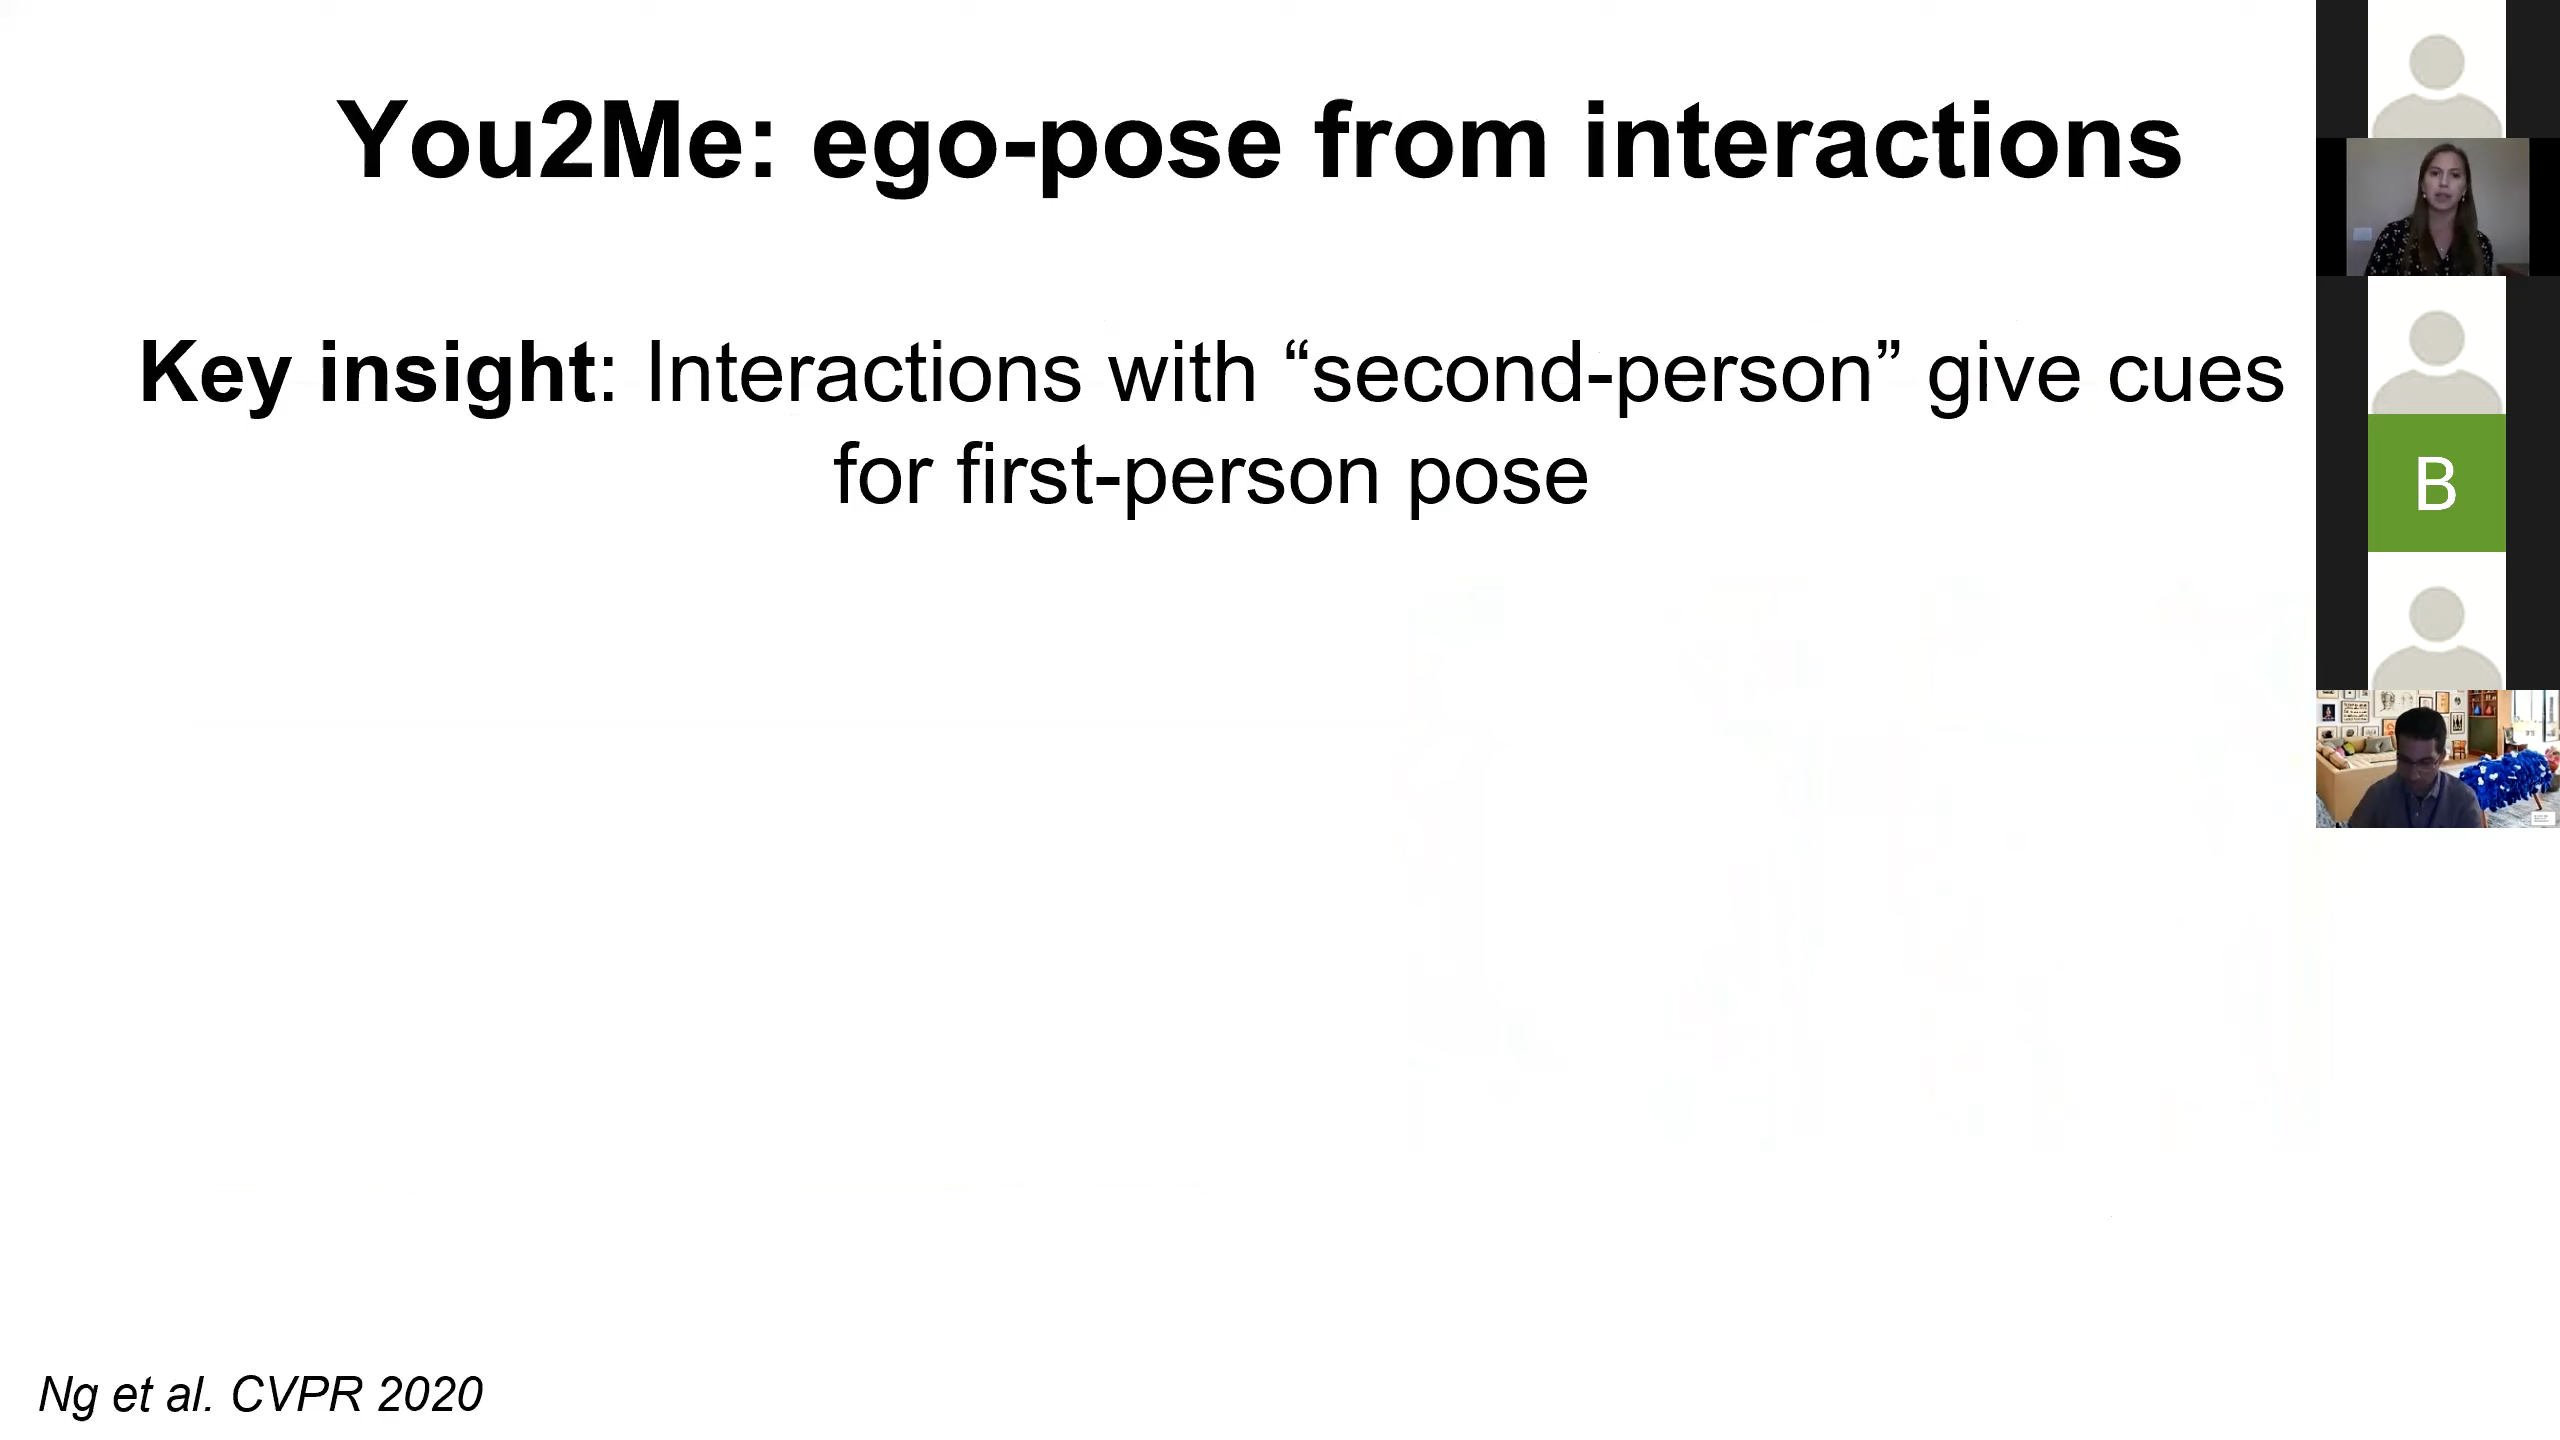 You2Me: ego-pose from interactions
Key insight: Interactions with “second-person” give cues
for first-person pose
B
Ng et al. CVPR 2020